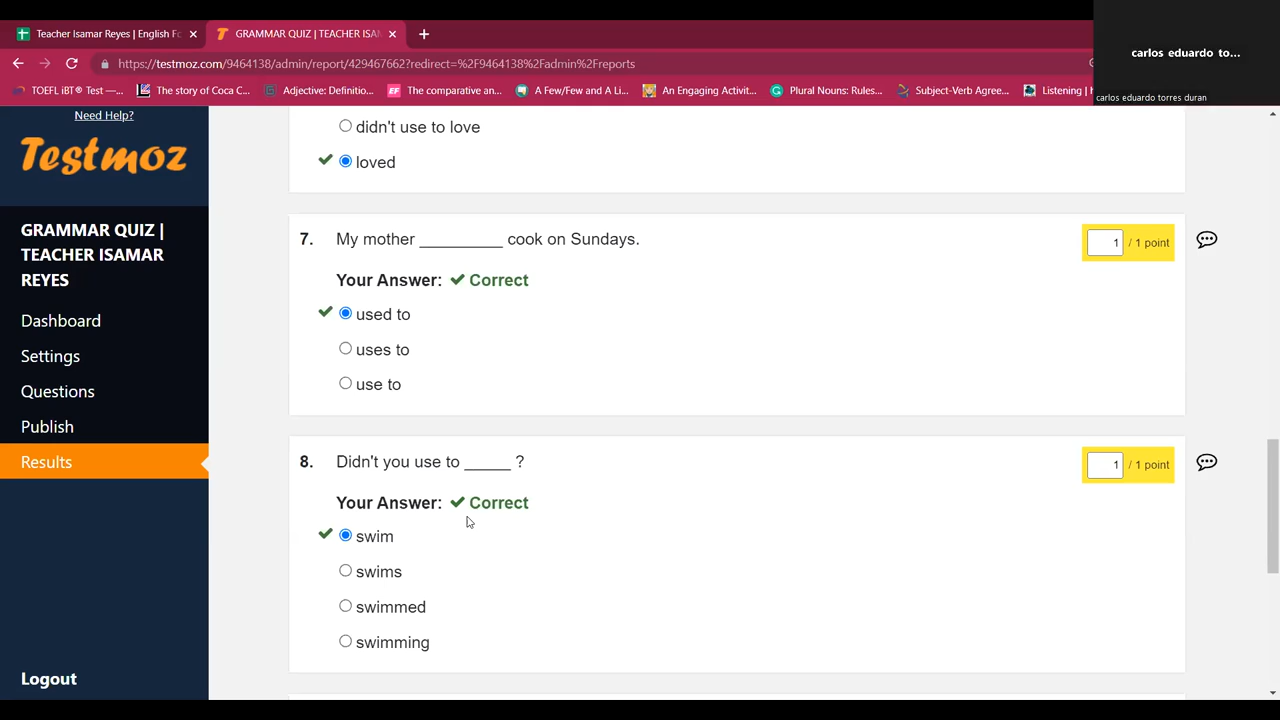 Teacher Isamar Reyes | English Fo
GRAMMAR QUIZ | TEACHER ISAM
carlos eduardo to...
https://testmoz.com/9464138/admin/report/429467662?redirect=%2F9464138%2Fadmin%2Freports
TOEFL iBT® Test —...
The story of Coca C...
Adjective: Definitio...
EF
The comparative an...
A Few/Few and A Li...
An Engaging Activit...
Plural Nouns: Rules...
Subject-Verb Agree...
Listening |
carlos eduardo torres duran
Need Help?
Testmoz
GRAMMAR QUIZ |
TEACHER ISAMAR
REYES
Dashboard
Settings
Questions
Publish
Results
Logout
didn't use to love
loved
7. My mother __________ cook on Sundays.
1 / 1 point
Your Answer: Correct
used to
uses to
use to
8. Didn't you use to ______ ?
1 / 1 point
Your Answer: Correct
swim
swims
swimmed
swimming